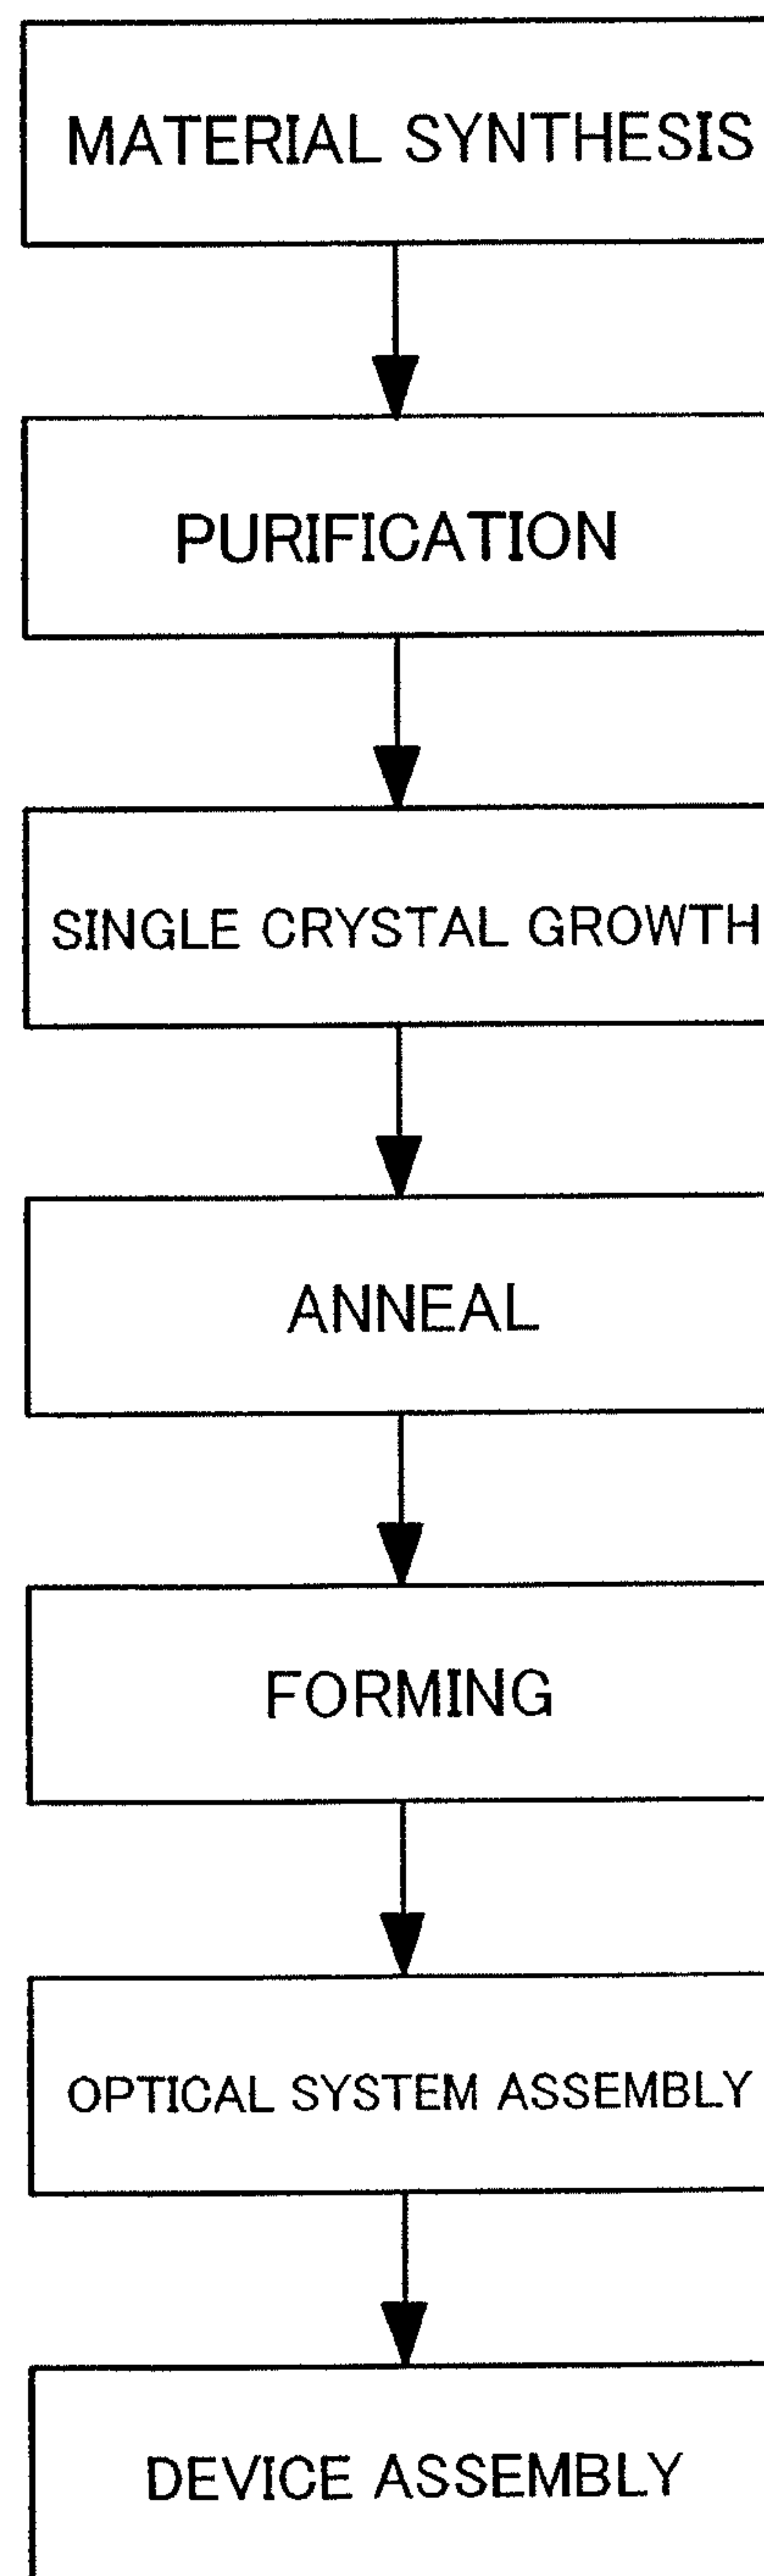 MATERIAL SYNTHESIS
PURIFICATION
SINGLE CRYSTAL GROWTH
ANNEAL
FORMING
OPTICAL SYSTEM ASSEMBLY
DEVICE ASSEMBLY